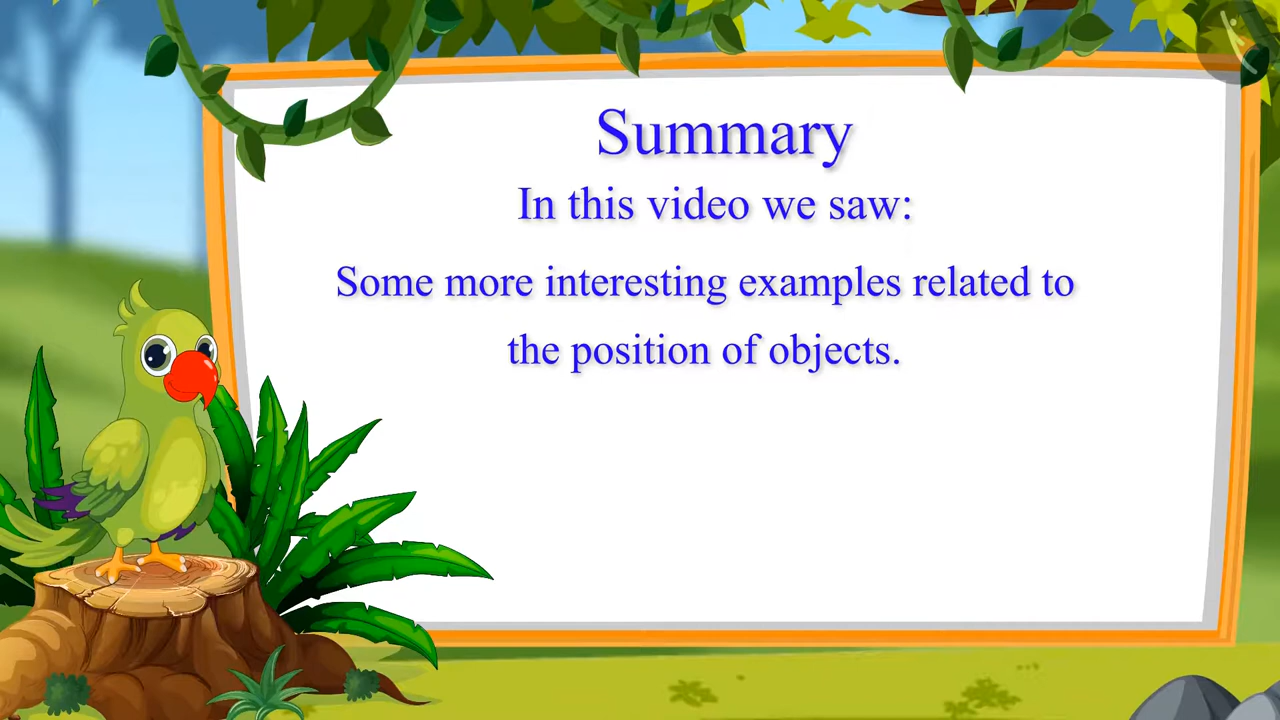 Summary
In this video we saw:
Some more interesting examples related to
the position of objects.